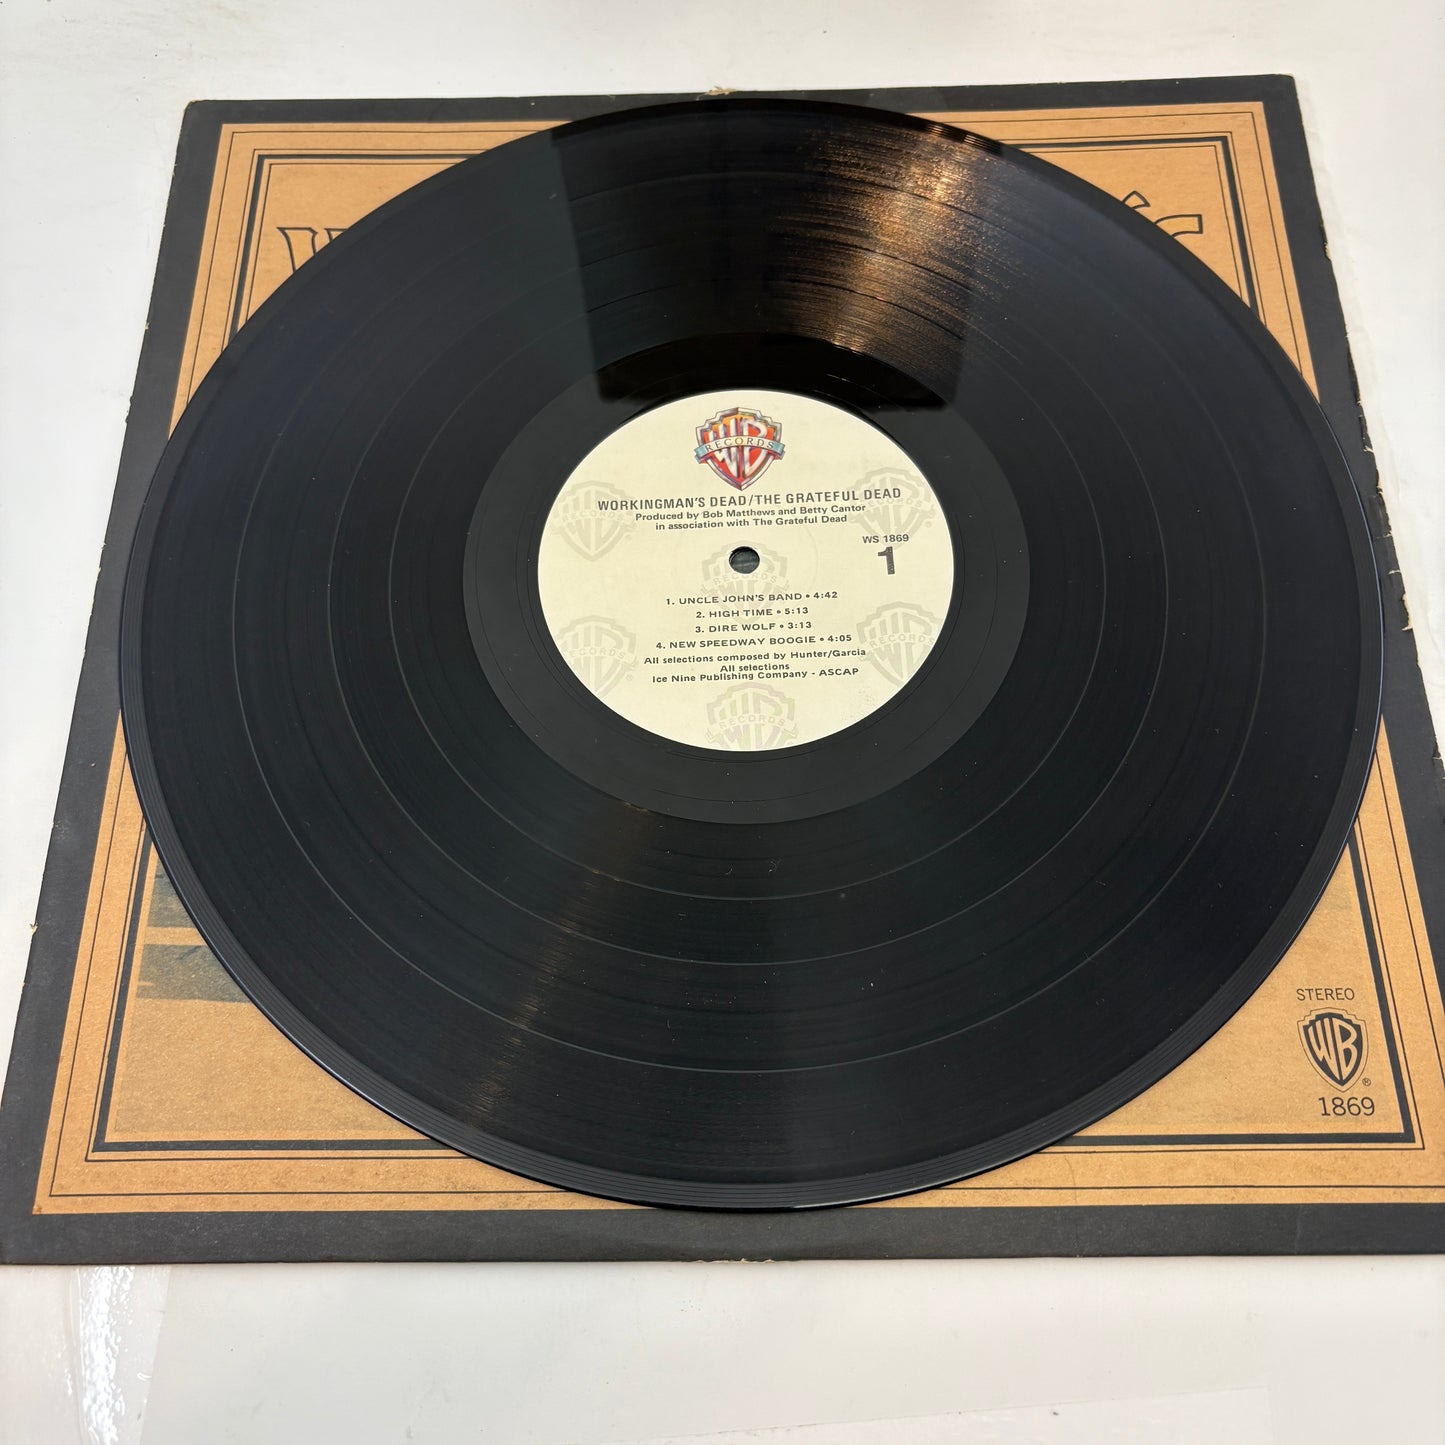 WB
RECORDS
WORKINGMAN'S DEAD/THE GRATEFUL DEAD
Produced by Bob Matthews and Betty Cantor
in association with The Grateful Dead
WS 1869
1
1. UNCLE JOHN'S BAND • 4:42
2. HIGH TIME • 5:13
3. DIRE WOLF • 3:13
4. NEW SPEEDWAY BOOGIE • 4:05
All selections composed by Hunter/Garcia
All selections
Ice Nine Publishing Company - ASCAP
STEREO
WB
®
1869